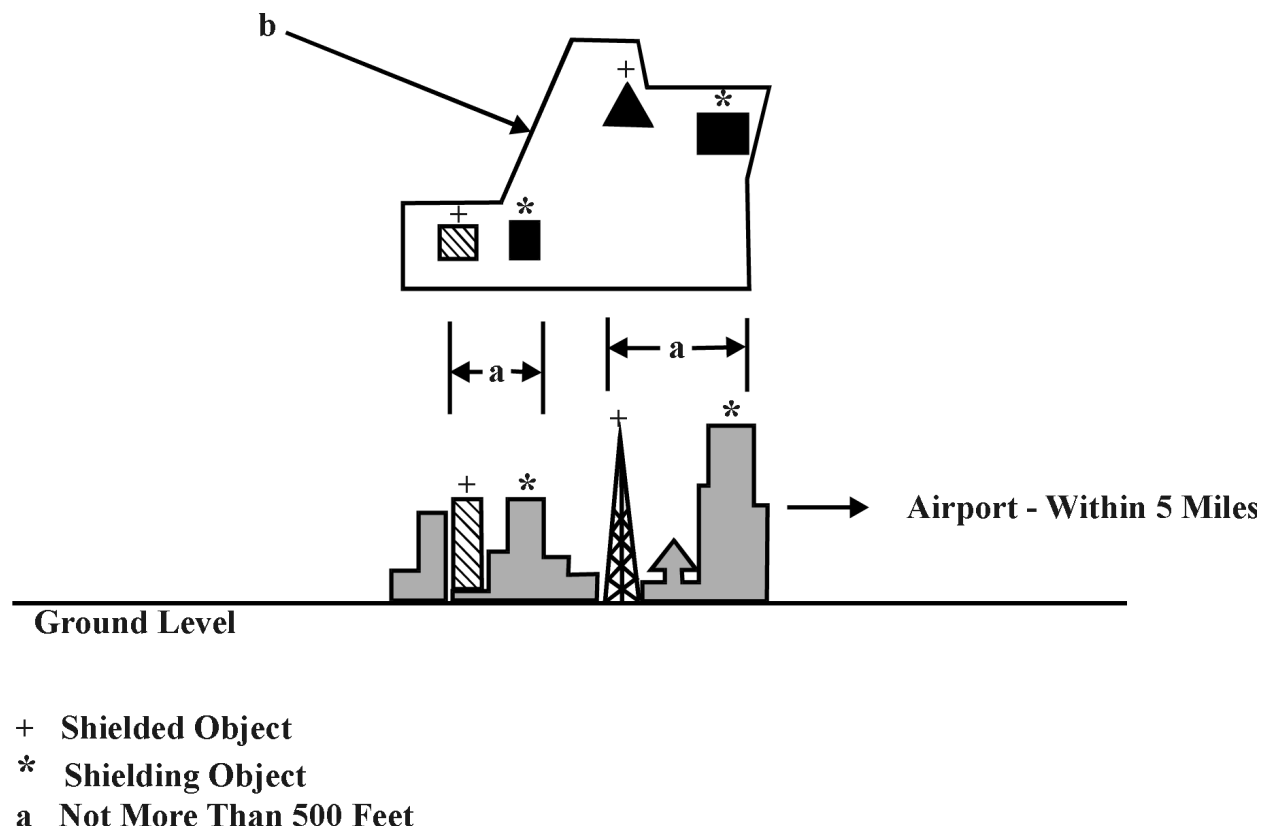 b
+
*
+
*
a
a
+
*
+
*
Airport - Within 5 Miles
Ground Level
+ Shielded Object
* Shielding Object
a Not More Than 500 Feet